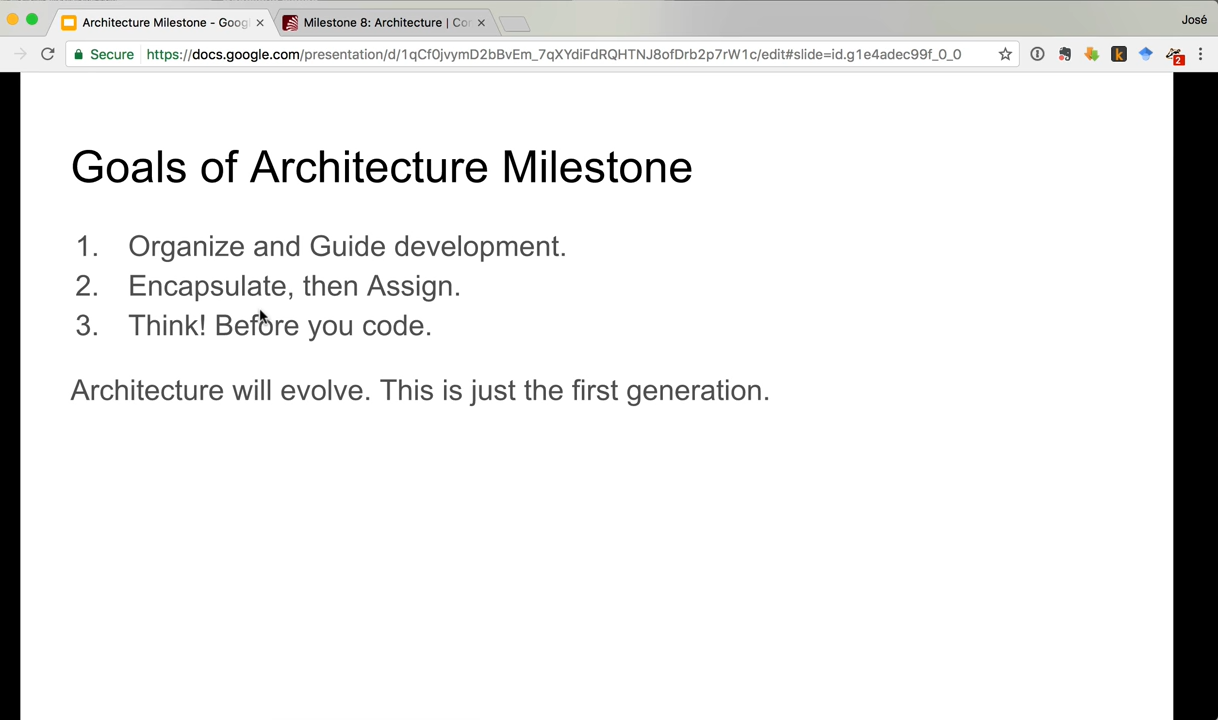 Architecture Milestone - Goog
Milestone 8: Architecture | Cor
José
Secure
https://docs.google.com/presentation/d/1qCf0jvymD2bBvEm_7qXYdiFdRQHTNJ8ofDrb2p7rW1c/edit#slide=id.g1e4adec99f_0_0
k
2
Goals of Architecture Milestone
1. Organize and Guide development.
2. Encapsulate, then Assign.
3. Think! Before you code.
Architecture will evolve. This is just the first generation.